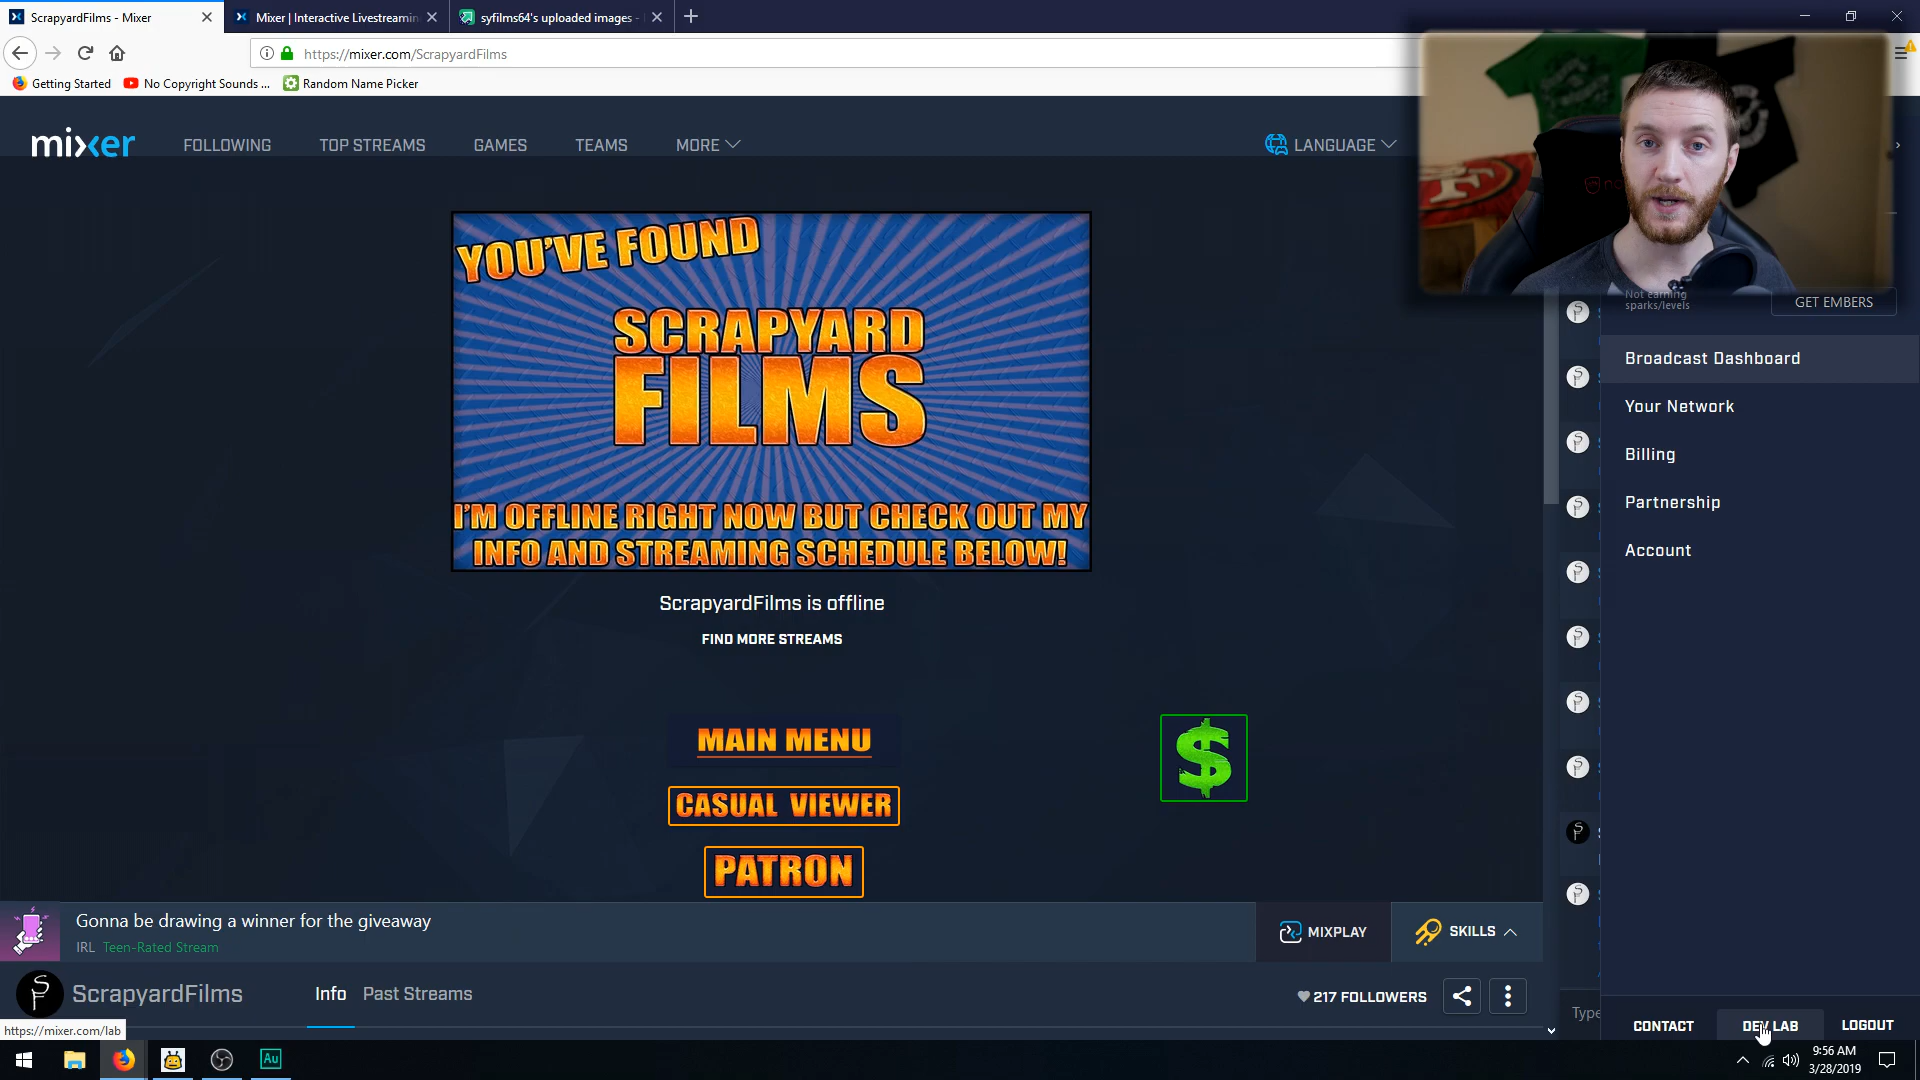 ScrapyardFilms - Mixer
Mixer | Interactive Livestreamin
syfilms64's uploaded images -
https://mixer.com/ScrapyardFilms
Getting Started
No Copyright Sounds ...
Random Name Picker
mixer
FOLLOWING
TOP STREAMS
GAMES
TEAMS
MORE
LANGUAGE
YOU'VE FOUND
SCRAPYARD
FILMS
I'M OFFLINE RIGHT NOW BUT CHECK OUT MY
INFO AND STREAMING SCHEDULE BELOW!
ScrapyardFilms is offline
FIND MORE STREAMS
MAIN MENU
CASUAL VIEWER
PATRON
$
Not earning
sparks/levels
GET EMBERS
Broadcast Dashboard
Your Network
Billing
Partnership
Account
Gonna be drawing a winner for the giveaway
IRL Teen-Rated Stream
MIXPLAY
SKILLS
ScrapyardFilms
Info
Past Streams
217 FOLLOWERS
Type
CONTACT
DEV LAB
LOGOUT
https://mixer.com/lab
Au
9:56 AM
3/28/2019